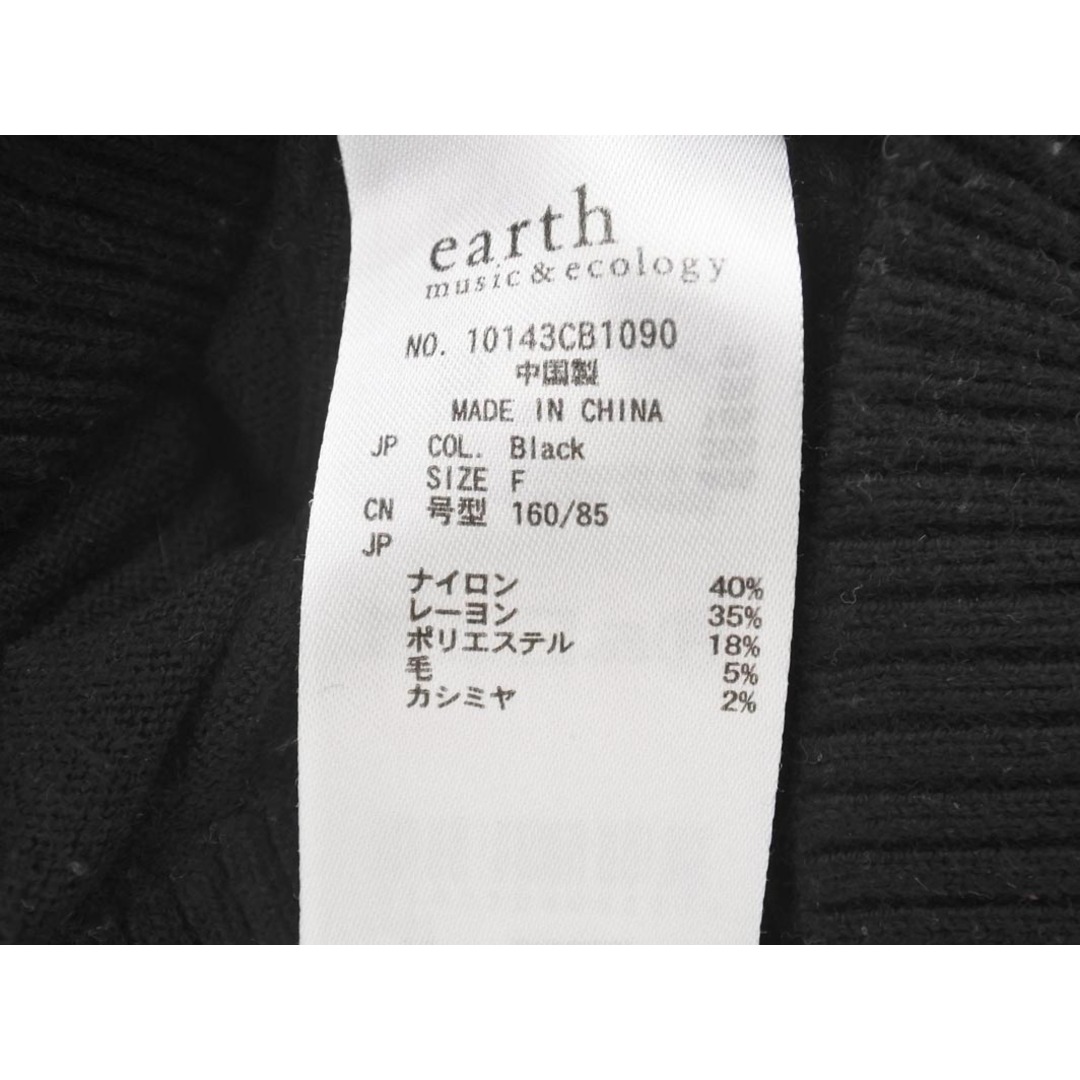 earth
music & ecology
NO. 10143CB1090
中国製
MADE IN CHINA
JP COL. Black
SIZE F
CN 号型 160/85
JP
ナイロン 40%
レーヨン 35%
ポリエステル 18%
毛 5%
カシミヤ 2%